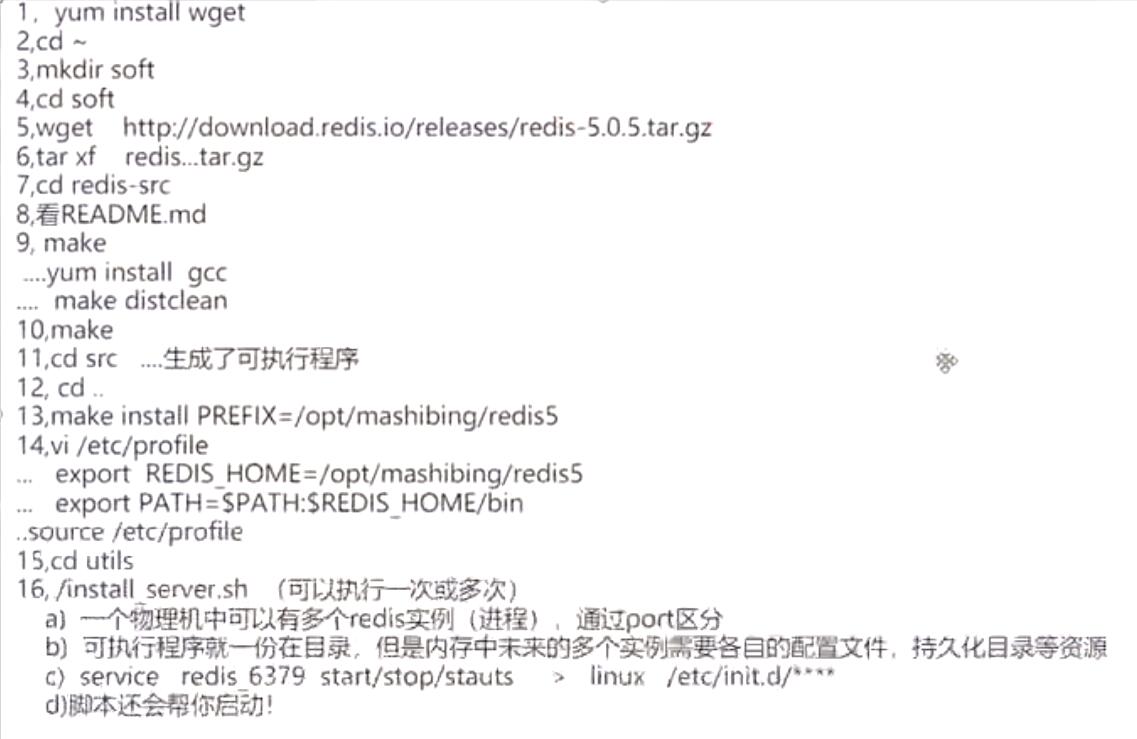 1，yum install wget
2,cd ~
3,mkdir soft
4,cd soft
5,wget    http://download.redis.io/releases/redis-5.0.5.tar.gz
6,tar xf    redis...tar.gz
7,cd redis-src
8,看README.md
9, make
....yum install  gcc
....  make distclean
10,make
11,cd src   ....生成了可执行程序
12, cd ..
13,make install PREFIX=/opt/mashibing/redis5
14,vi /etc/profile
...   export  REDIS_HOME=/opt/mashibing/redis5
...   export PATH=$PATH:$REDIS_HOME/bin
..source /etc/profile
15,cd utils
16,./install_server.sh   （可以执行一次或多次）
a)  一个物理机中可以有多个redis实例（进程），通过port区分
b)  可执行程序就一份在目录，但是内存中未来的多个实例需要各自的配置文件，持久化目录等资源
c)  service   redis_6379  start/stop/stauts     >   linux   /etc/init.d/****
d)脚本还会帮你启动！